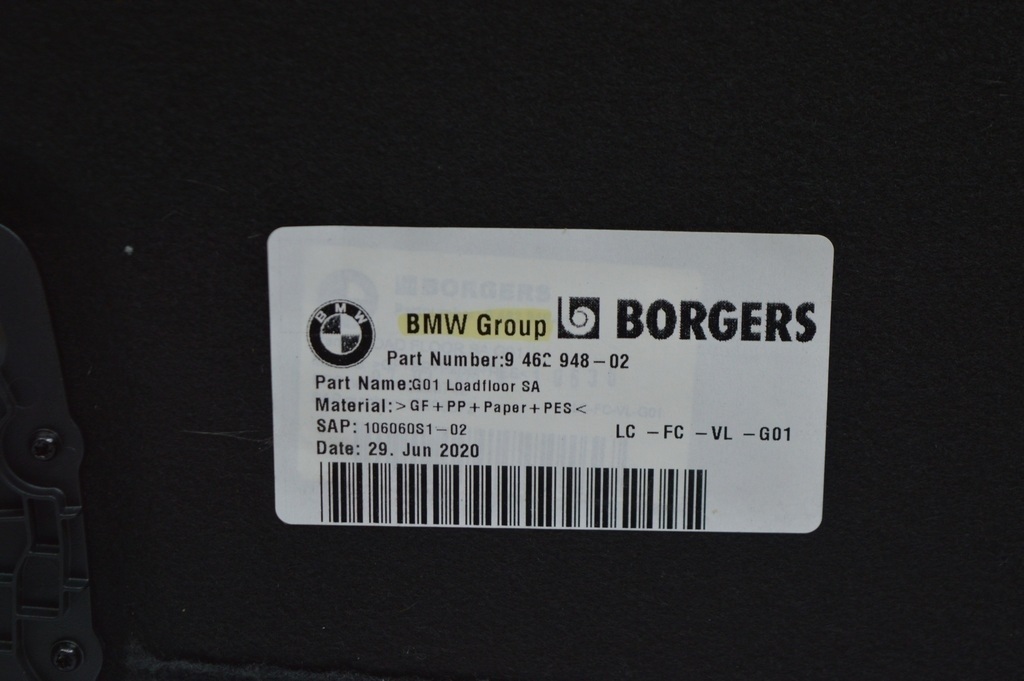 BMW BMW Group BORGERS
Part Number:9 462 948-02
Part Name:G01 Loadfloor SA
Material:>GF+PP+Paper+PES<
SAP: 106060S1-02 LC -FC -VL -G01
Date: 29. Jun 2020